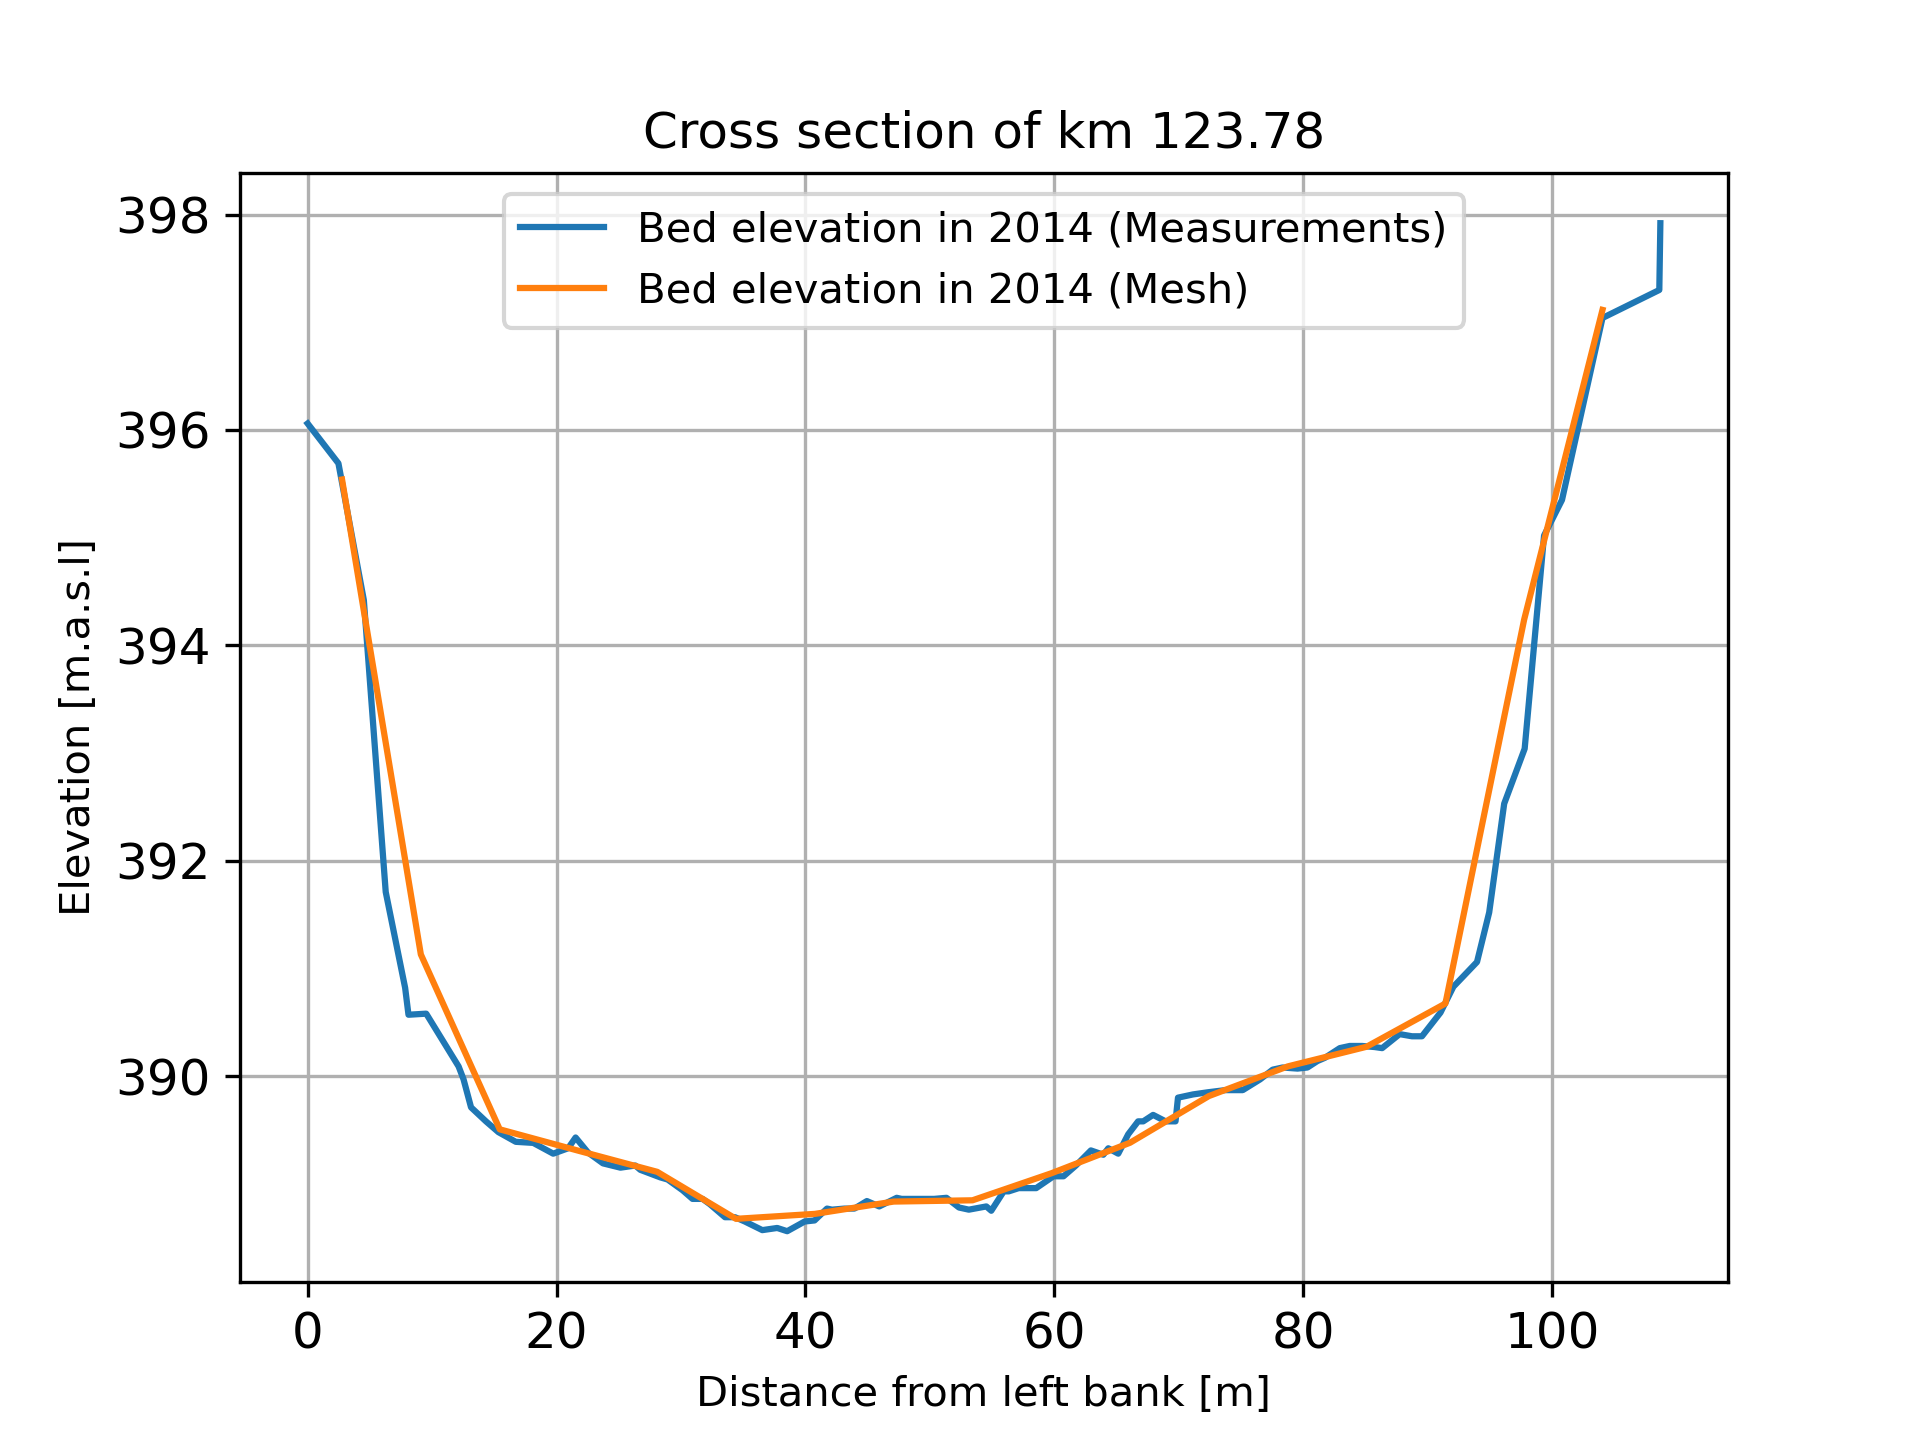 Cross section of km 123.78
Bed elevation in 2014 (Measurements)
Bed elevation in 2014 (Mesh)
398
396
394
392
390
Elevation [m.a.s.l]
0 20 40 60 80 100
Distance from left bank [m]